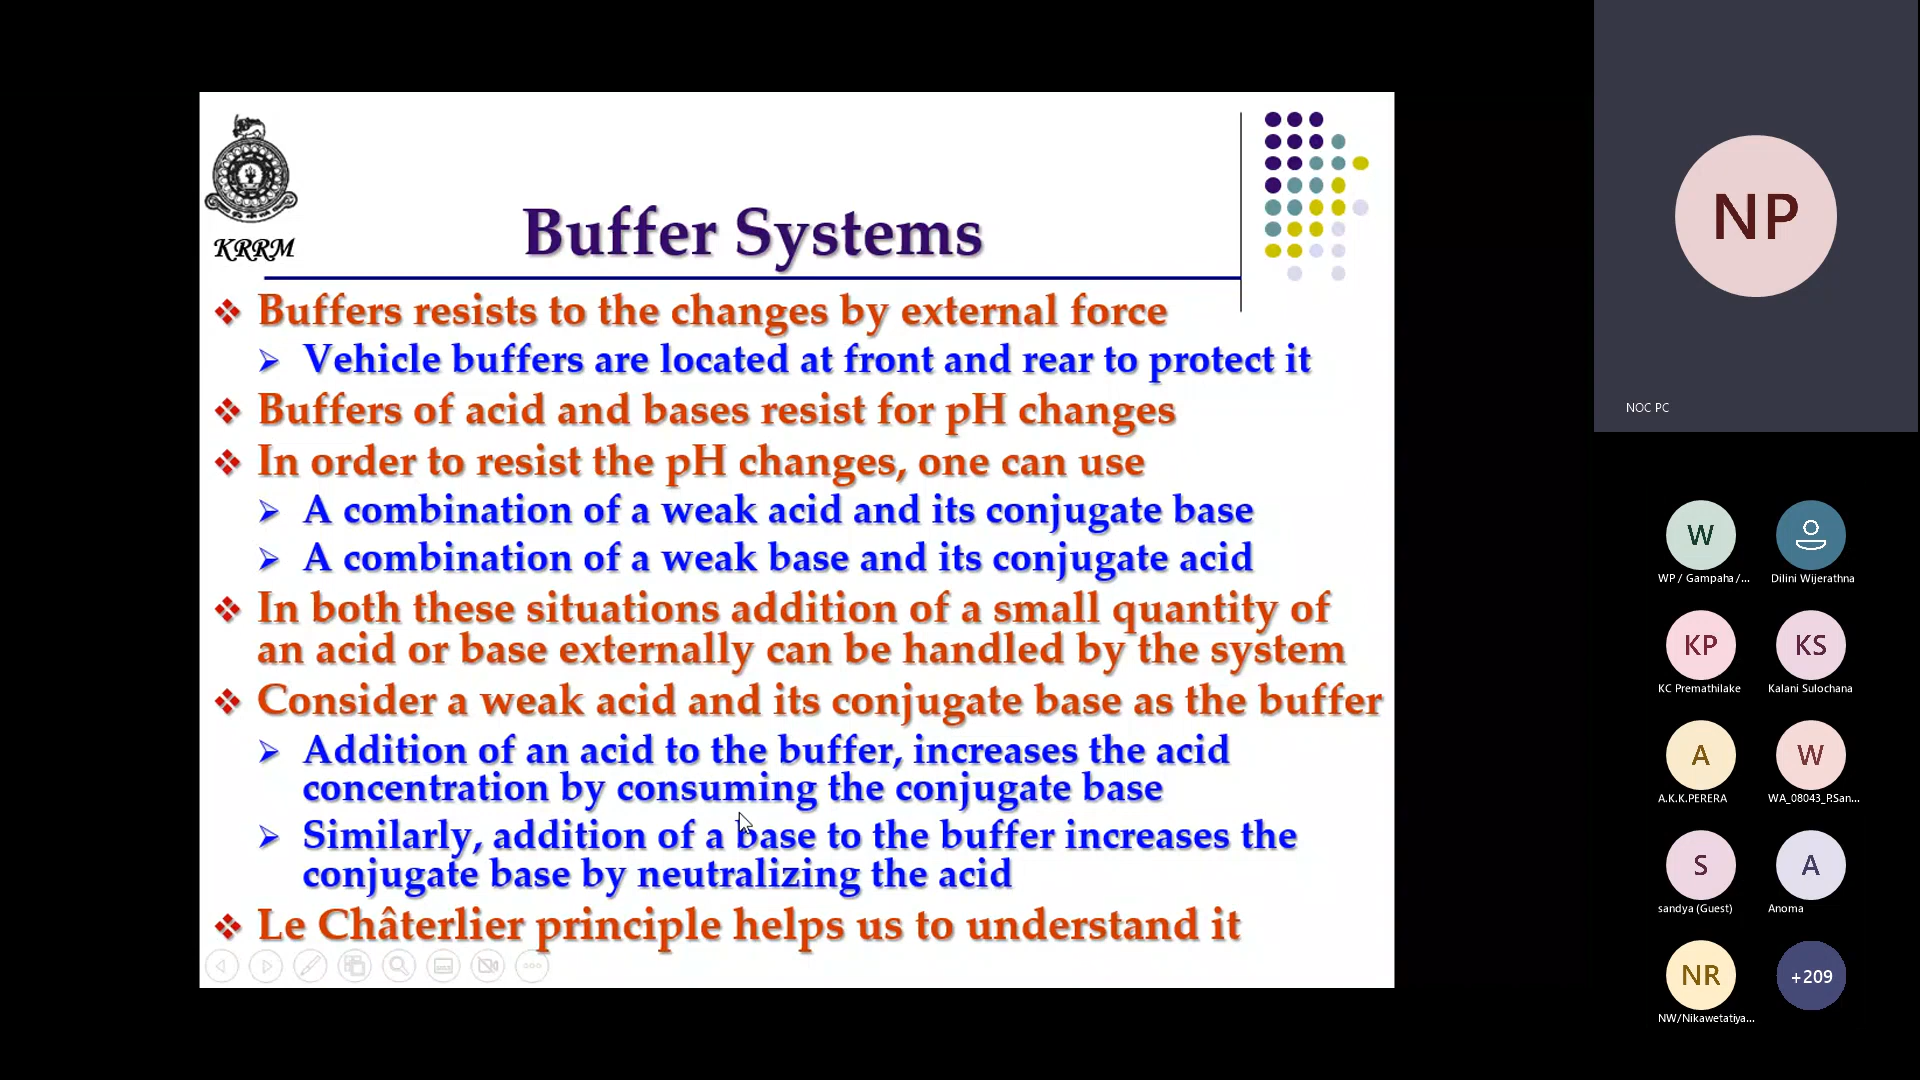 KRRM
Buffer Systems
Buffers resists to the changes by external force
Vehicle buffers are located at front and rear to protect it
Buffers of acid and bases resist for pH changes
In order to resist the pH changes, one can use
A combination of a weak acid and its conjugate base
A combination of a weak base and its conjugate acid
In both these situations addition of a small quantity of
an acid or base externally can be handled by the system
Consider a weak acid and its conjugate base as the buffer
Addition of an acid to the buffer, increases the acid
concentration by consuming the conjugate base
Similarly, addition of a base to the buffer increases the
conjugate base by neutralizing the acid
Le Châterlier principle helps us to understand it
NP
NOC PC
W
WP / Gampaha /...
Dilini Wijerathna
KP
KS
KC Premathilake
Kalani Sulochana
A
W
A.K.K.PERERA
WA_08043_P.San...
S
A
sandya (Guest)
Anoma
NR
+209
NW/Nikawetatiya...